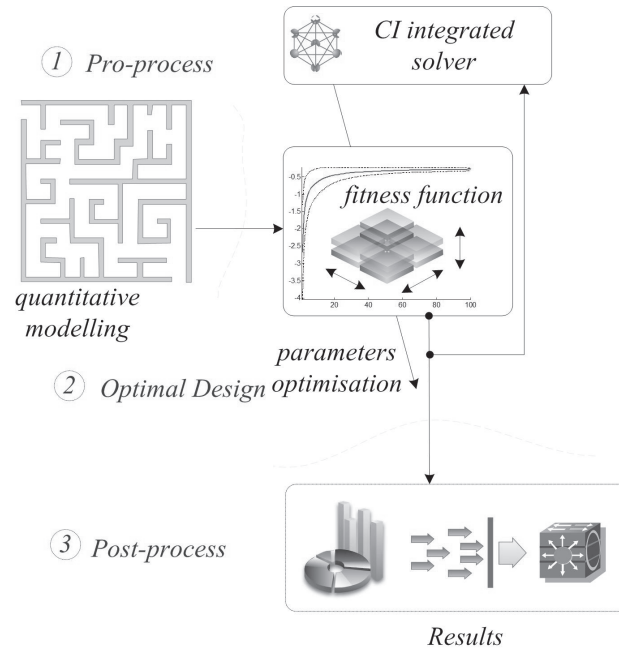 CI integrated
solver
1 Pro-process
fitness function
-0.5
-1
-1.5
-2
-2.5
-3
-3.5
-4
20 40 60 80 100
quantitative
modelling
parameters
optimisation
2 Optimal Design
3 Post-process
Results